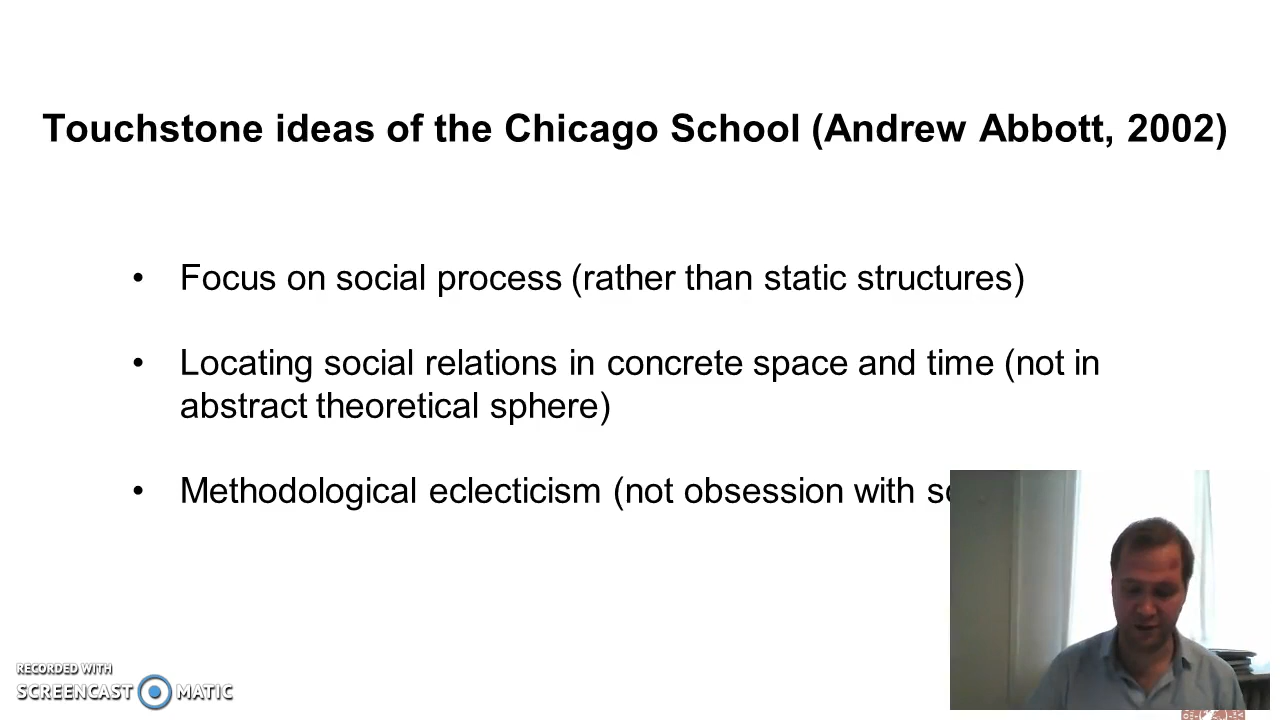 Touchstone ideas of the Chicago School (Andrew Abbott, 2002)
• Focus on social process (rather than static structures)
• Locating social relations in concrete space and time (not in
abstract theoretical sphere)
• Methodological eclecticism (not obsession with
RECORDED WITH
SCREENCAST MATIC